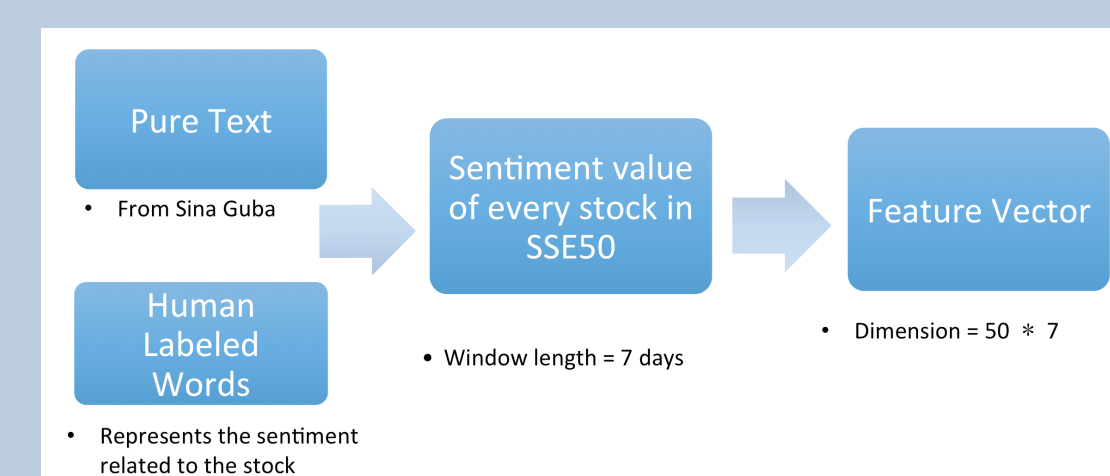 Pure Text
• From Sina Guba
Human
Labeled
Words
• Represents the sentiment
related to the stock
Sentiment value
of every stock in
SSE50
• Window length = 7 days
Feature Vector
• Dimension = 50 * 7